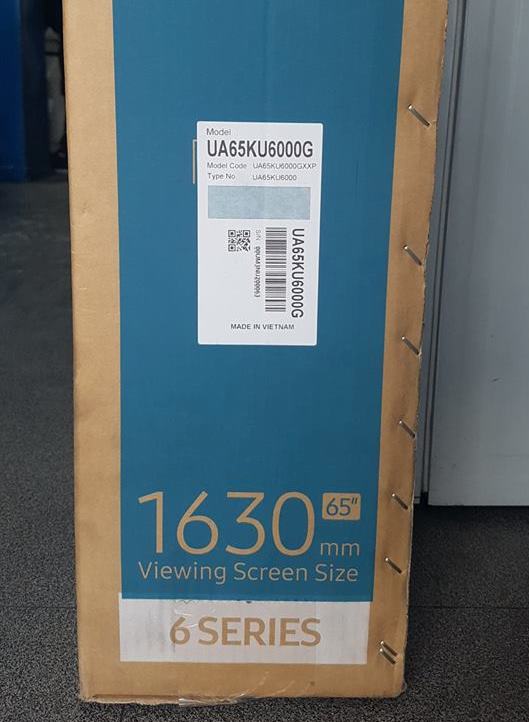 Model
UA65KU6000G
Model Code UA65KU6000GXXP
Type No UA65KU6000
S/N
UA65KU6000G
MADE IN VIETNAM
1630 65"
mm
Viewing Screen Size
6 SERIES